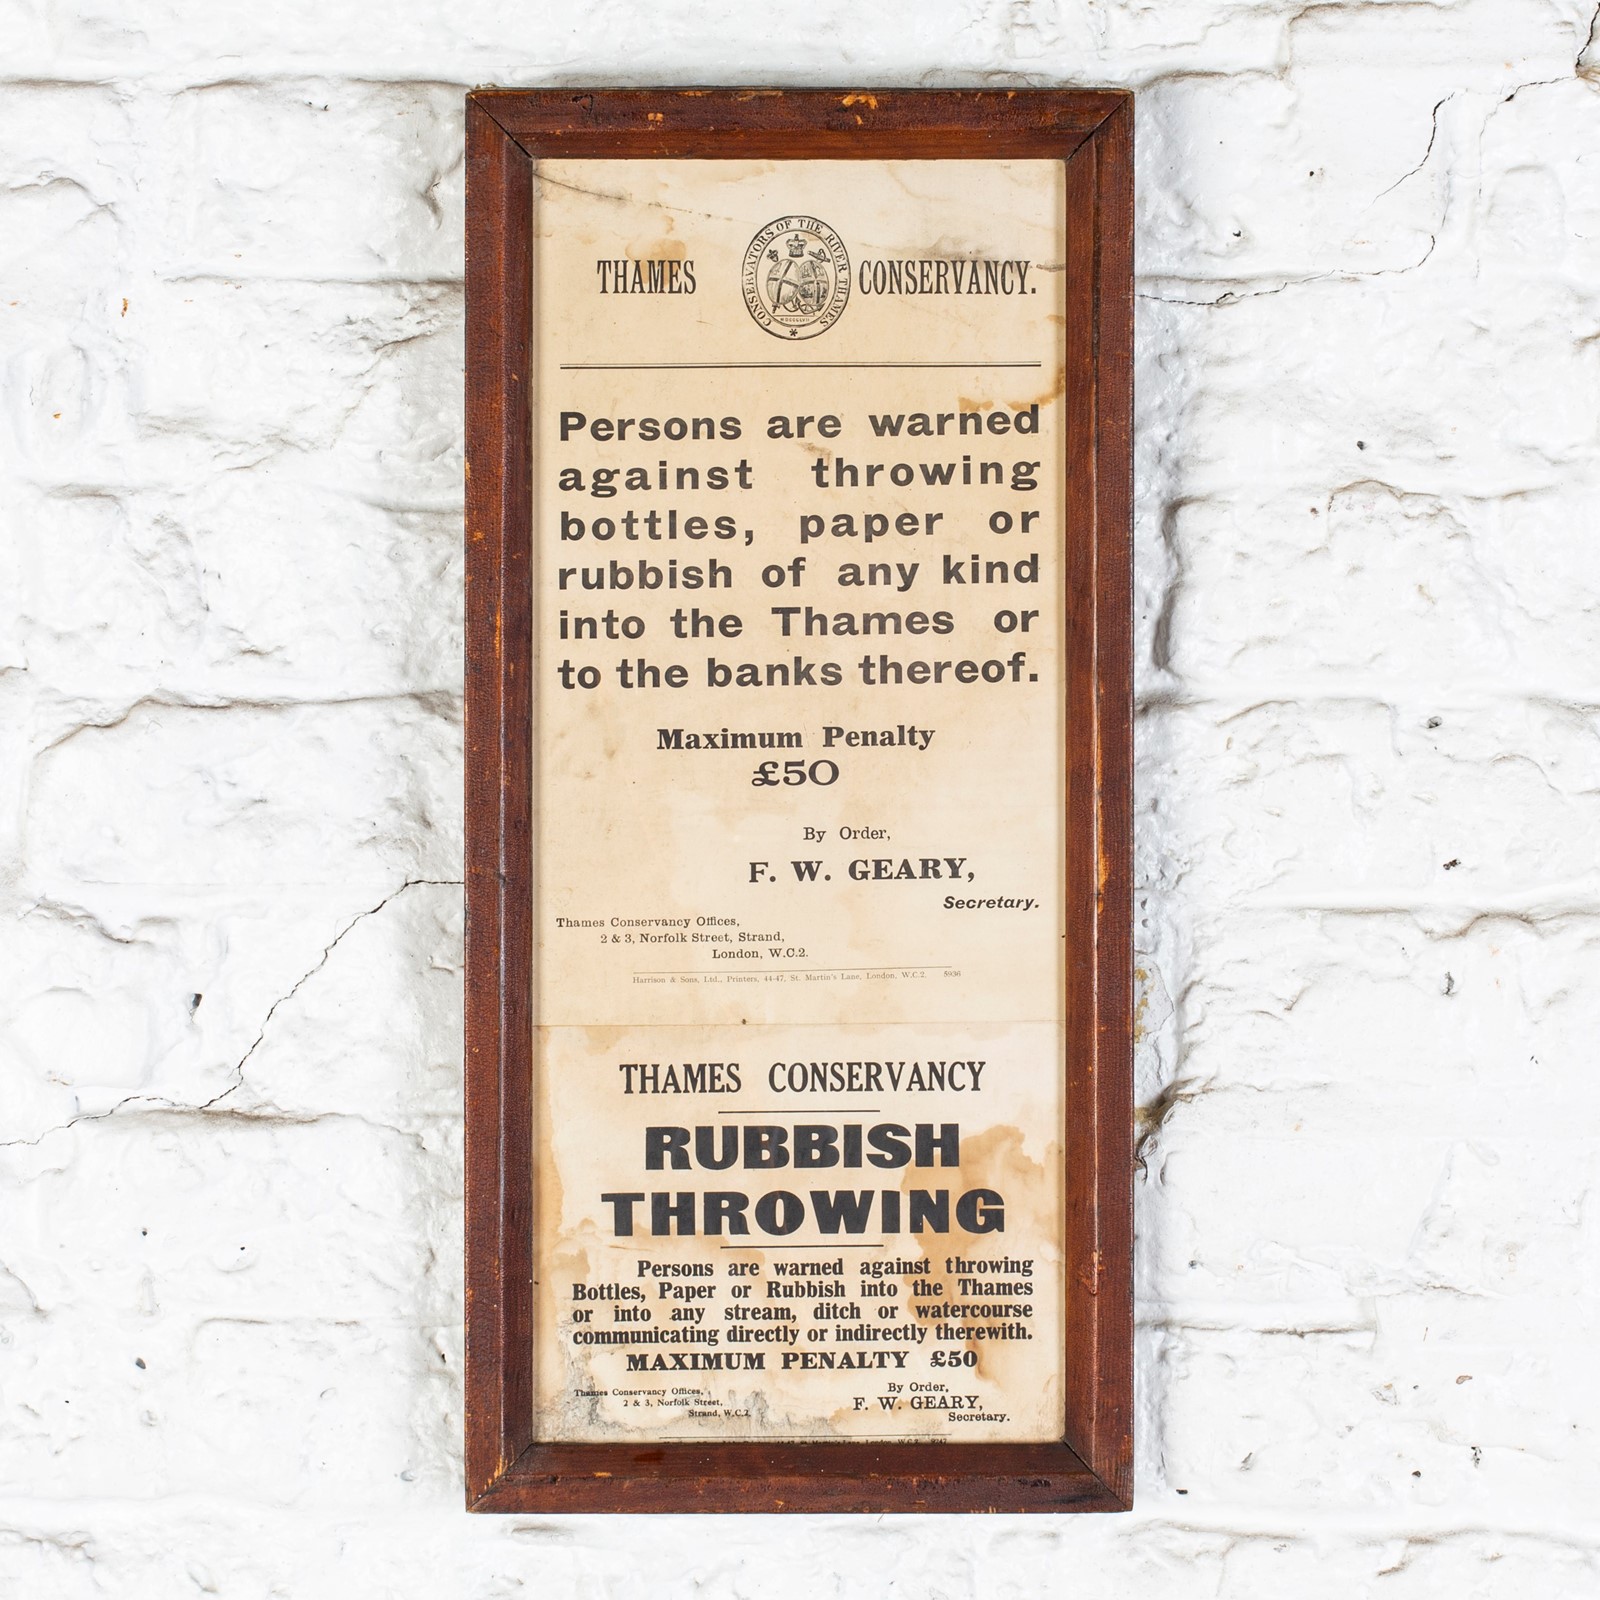 THAMES CONSERVANCY.
CONSERVATORS OF THE RIVER THAMES
Persons are warned
against throwing
bottles, paper or
rubbish of any kind
into the Thames or
to the banks thereof.
Maximum Penalty
£50
By Order,
F. W. GEARY,
Secretary.
Thames Conservancy Offices,
2 & 3, Norfolk Street, Strand,
London, W.C.2.
Harrison & Sons, Ltd., Printers, 44-47, St. Martin's Lane, London, W.C.2. 5936
THAMES CONSERVANCY
RUBBISH
THROWING
Persons are warned against throwing
Bottles, Paper or Rubbish into the Thames
or into any stream, ditch or watercourse
communicating directly or indirectly therewith.
MAXIMUM PENALTY £50
Thames Conservancy Offices,
2 & 3, Norfolk Street,
Strand, W.C.2.
By Order,
F. W. GEARY,
Secretary.